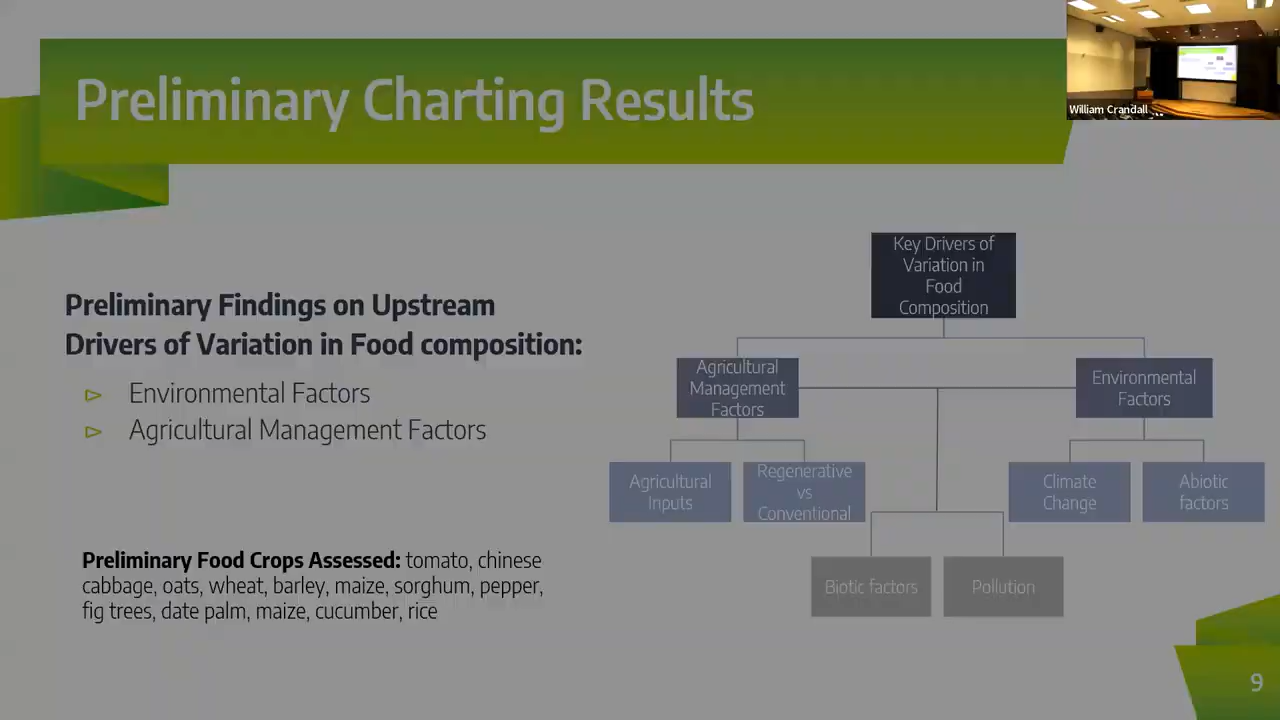 Preliminary Charting Results
William Crandall
Preliminary Findings on Upstream
Drivers of Variation in Food composition:
Environmental Factors
Agricultural Management Factors
Preliminary Food Crops Assessed: tomato, chinese
cabbage, oats, wheat, barley, maize, sorghum, pepper,
fig trees, date palm, maize, cucumber, rice
Key Drivers of
Variation in
Food
Composition
Agricultural
Management
Factors
Environmental
Factors
Agricultural
Inputs
Regenerative
vs
Conventional
Climate
Change
Abiotic
factors
Biotic factors
Pollution
9